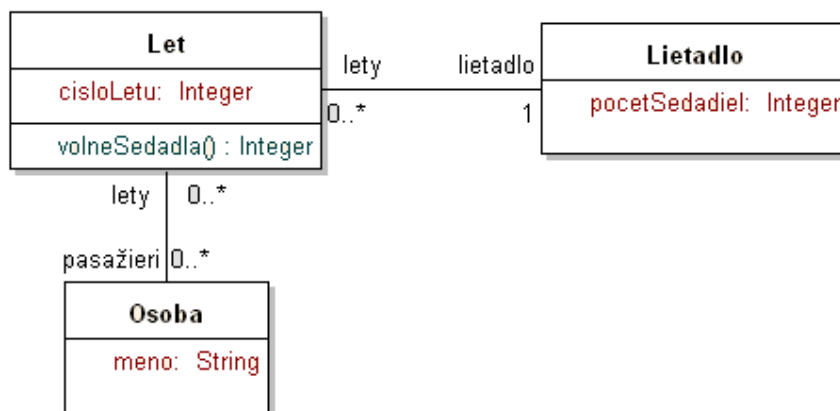 Let
cisloLetu: Integer
volneSedadla() : Integer
lety
lietadlo
0..*
1
Lietadlo
pocetSedadiel: Integer
lety
0..*
pasažieri
0..*
Osoba
meno: String